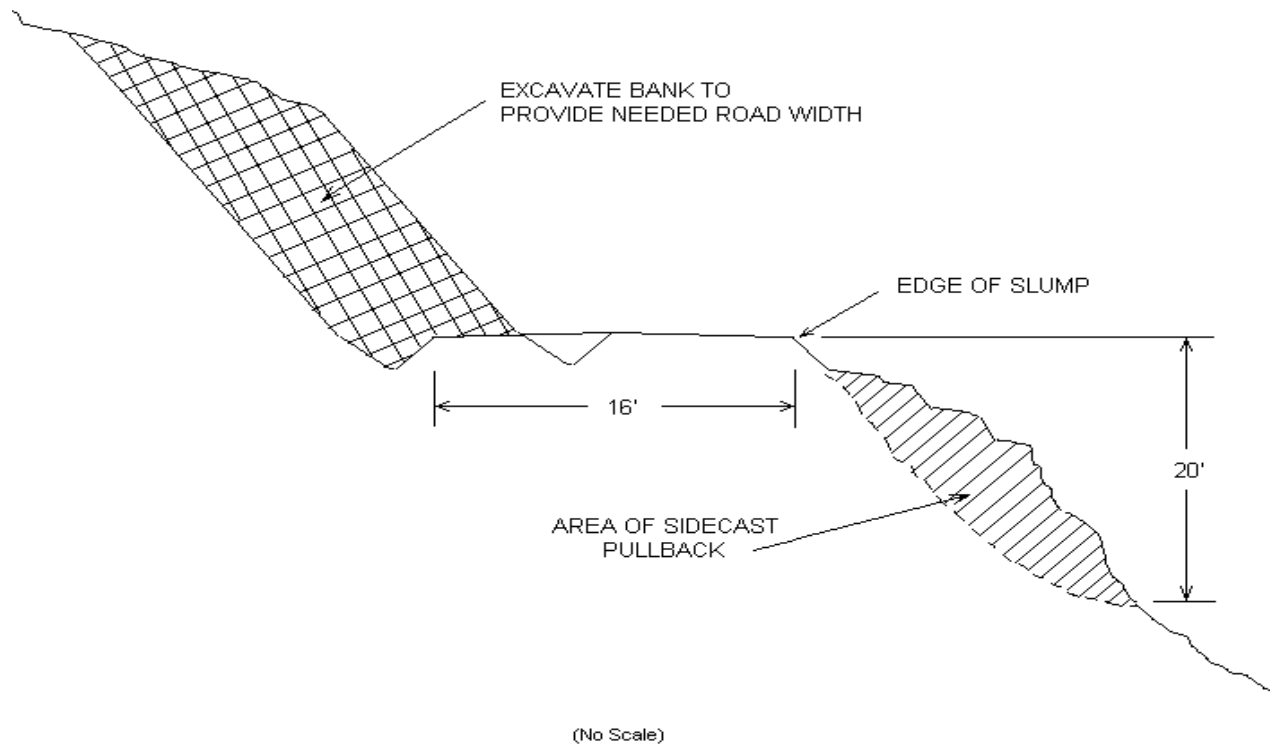 EXCAVATE BANK TO
PROVIDE NEEDED ROAD WIDTH
EDGE OF SLUMP
16'
20'
AREA OF SIDECAST
PULLBACK
(No Scale)